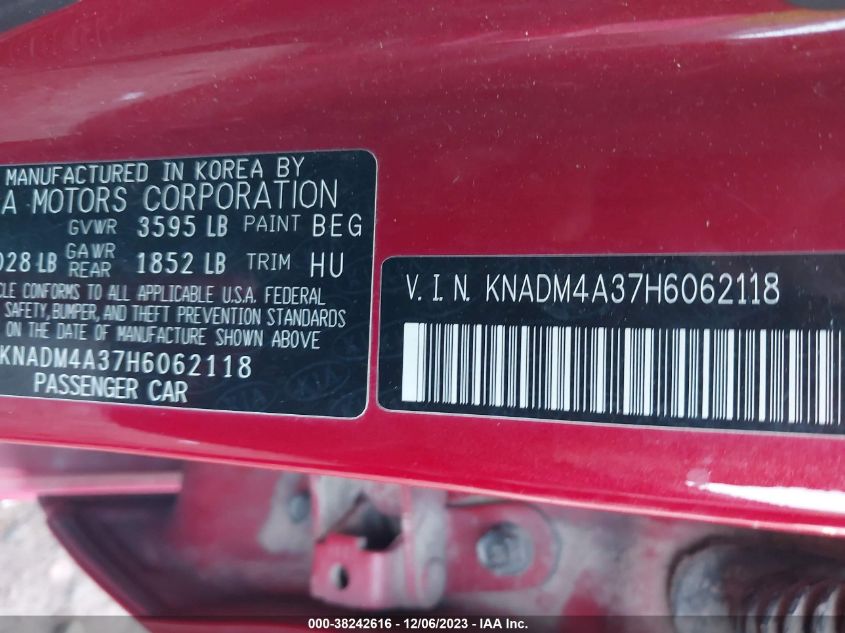 MANUFACTURED IN KOREA BY
A MOTORS CORPORATION
GVWR 3595 LB PAINT BEG
028 LB GAWR REAR 1852 LB TRIM HU
CLE CONFORMS TO ALL APPLICABLE U.S.A. FEDERAL
SAFETY, BUMPER, AND THEFT PREVENTION STANDARDS
ON THE DATE OF MANUFACTURE SHOWN ABOVE
KNADM4A37H6062118
PASSENGER CAR
V. I. N. KNADM4A37H6062118
000-38242616 - 12/06/2023 - IAA Inc.